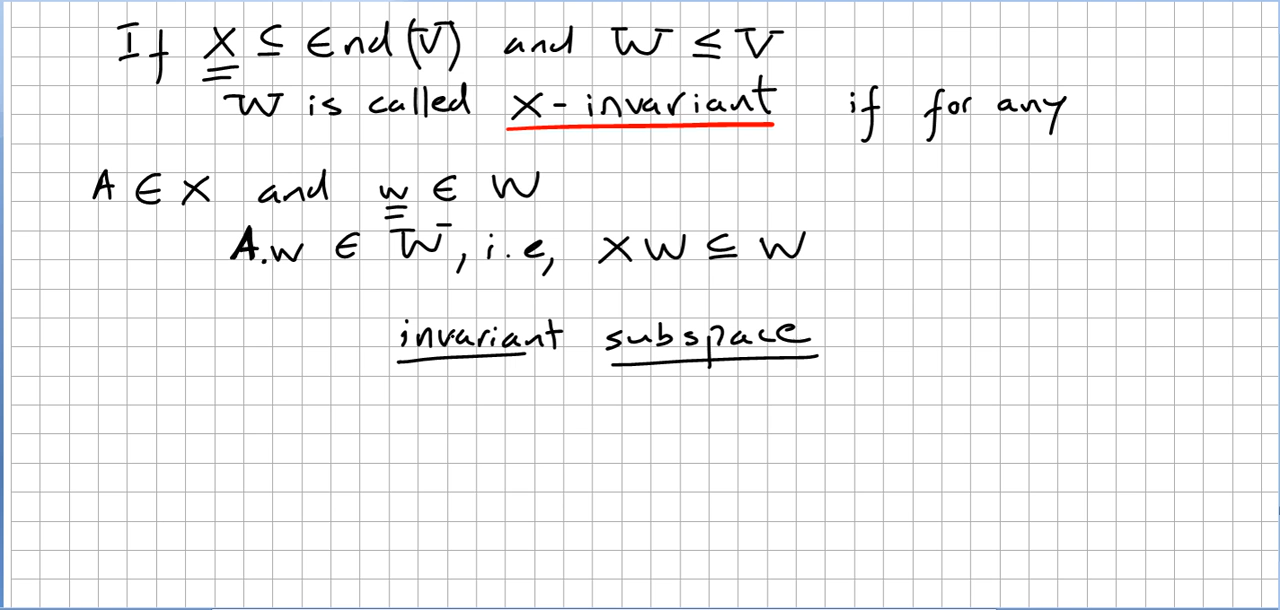 If X ⊆ End(V) and W ≤ V
W is called X-invariant if for any
A ∈ X and w ∈ W
A.w ∈ W, i.e, XW ⊆ W
invariant subspace